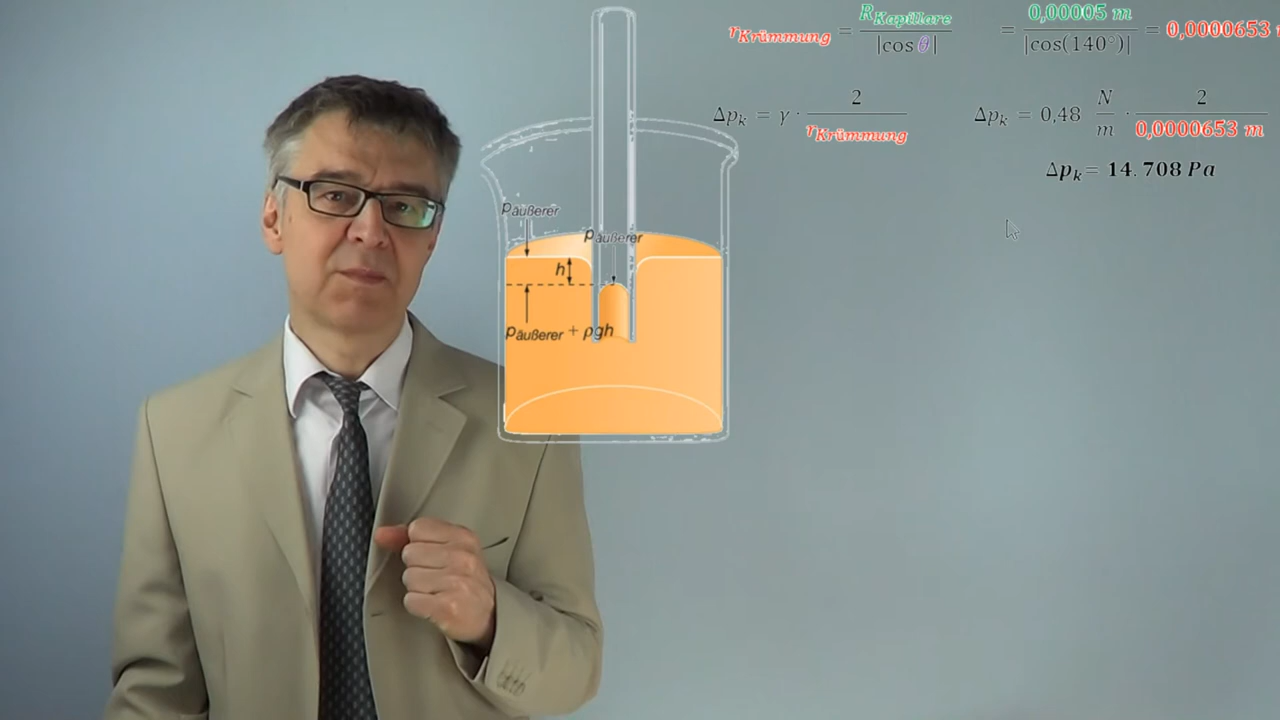 r_Krümmung = R_Kapillare / |cos θ| = 0,00005 m / |cos(140°)| = 0,0000653
Δp_k = γ · 2 / r_Krümmung
Δp_k = 0,48 N/m · 2 / 0,0000653 m
Δp_k = 14.708 Pa
p_äußerer
p_äußerer
h
p_äußerer + ρgh